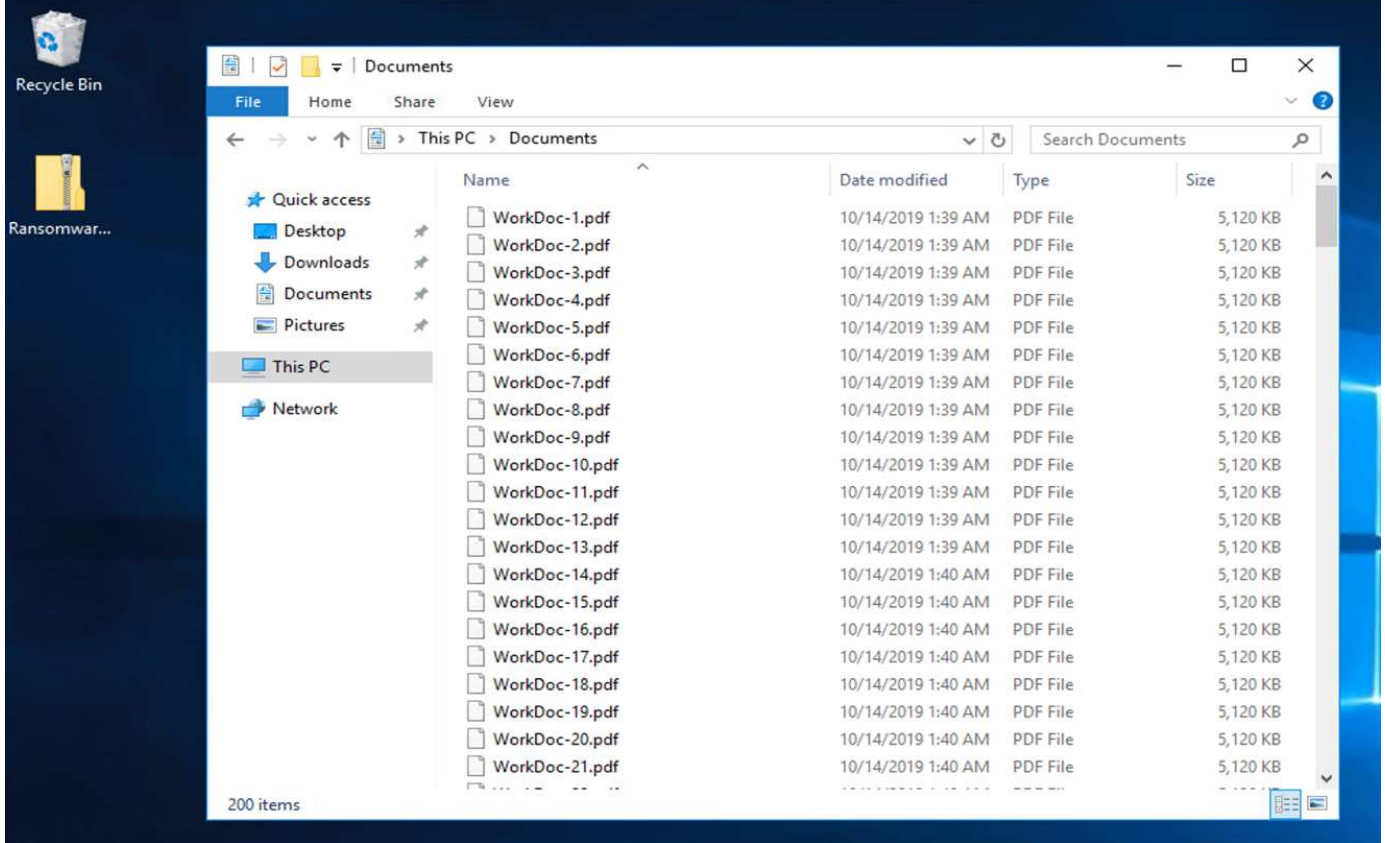 Recycle Bin
Ransomwar...
Documents
File Home Share View
This PC > Documents
Search Documents
Name Date modified Type Size
Quick access
Desktop
Downloads
Documents
Pictures
This PC
Network
WorkDoc-1.pdf 10/14/2019 1:39 AM PDF File 5,120 KB
WorkDoc-2.pdf 10/14/2019 1:39 AM PDF File 5,120 KB
WorkDoc-3.pdf 10/14/2019 1:39 AM PDF File 5,120 KB
WorkDoc-4.pdf 10/14/2019 1:39 AM PDF File 5,120 KB
WorkDoc-5.pdf 10/14/2019 1:39 AM PDF File 5,120 KB
WorkDoc-6.pdf 10/14/2019 1:39 AM PDF File 5,120 KB
WorkDoc-7.pdf 10/14/2019 1:39 AM PDF File 5,120 KB
WorkDoc-8.pdf 10/14/2019 1:39 AM PDF File 5,120 KB
WorkDoc-9.pdf 10/14/2019 1:39 AM PDF File 5,120 KB
WorkDoc-10.pdf 10/14/2019 1:39 AM PDF File 5,120 KB
WorkDoc-11.pdf 10/14/2019 1:39 AM PDF File 5,120 KB
WorkDoc-12.pdf 10/14/2019 1:39 AM PDF File 5,120 KB
WorkDoc-13.pdf 10/14/2019 1:39 AM PDF File 5,120 KB
WorkDoc-14.pdf 10/14/2019 1:40 AM PDF File 5,120 KB
WorkDoc-15.pdf 10/14/2019 1:40 AM PDF File 5,120 KB
WorkDoc-16.pdf 10/14/2019 1:40 AM PDF File 5,120 KB
WorkDoc-17.pdf 10/14/2019 1:40 AM PDF File 5,120 KB
WorkDoc-18.pdf 10/14/2019 1:40 AM PDF File 5,120 KB
WorkDoc-19.pdf 10/14/2019 1:40 AM PDF File 5,120 KB
WorkDoc-20.pdf 10/14/2019 1:40 AM PDF File 5,120 KB
WorkDoc-21.pdf 10/14/2019 1:40 AM PDF File 5,120 KB
200 items